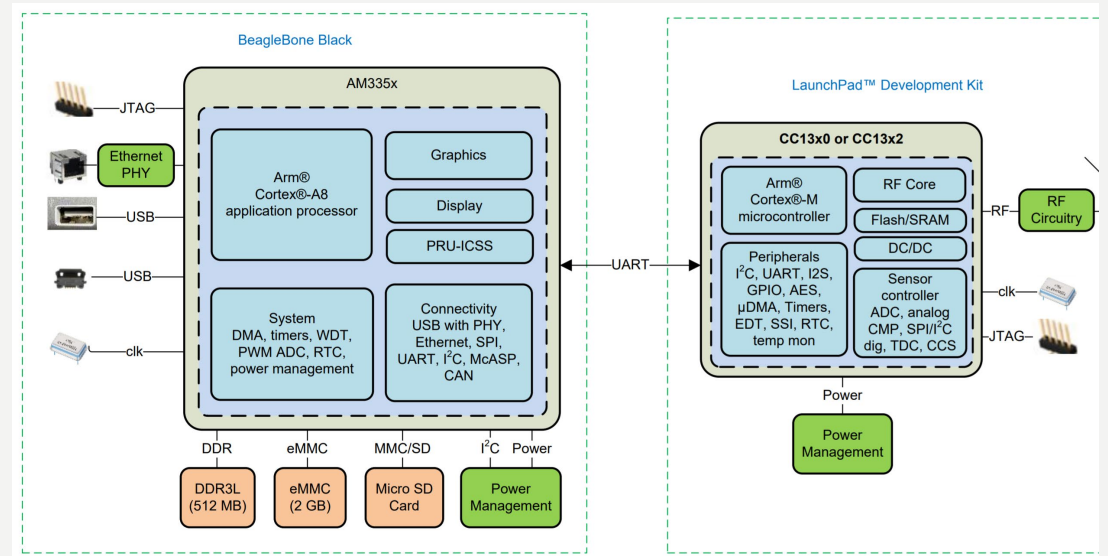 BeagleBone Black
AM335x
JTAG
Ethernet
PHY
USB
USB
clk
Arm®
Cortex®-A8
application processor
Graphics
Display
PRU-ICSS
System
DMA, timers, WDT,
PWM ADC, RTC,
power management
Connectivity
USB with PHY,
Ethernet, SPI,
UART, I²C, McASP,
CAN
DDR
eMMC
MMC/SD
I²C
Power
DDR3L
(512 MB)
eMMC
(2 GB)
Micro SD
Card
Power
Management
UART
LaunchPad™ Development Kit
CC13x0 or CC13x2
Arm®
Cortex®-M
microcontroller
RF Core
Flash/SRAM
DC/DC
Peripherals
I²C, UART, I2S,
GPIO, AES,
µDMA, Timers,
EDT, SSI, RTC,
temp mon
Sensor
controller
ADC, analog
CMP, SPI/I²C
dig, TDC, CCS
RF
RF
Circuitry
clk
JTAG
Power
Power
Management